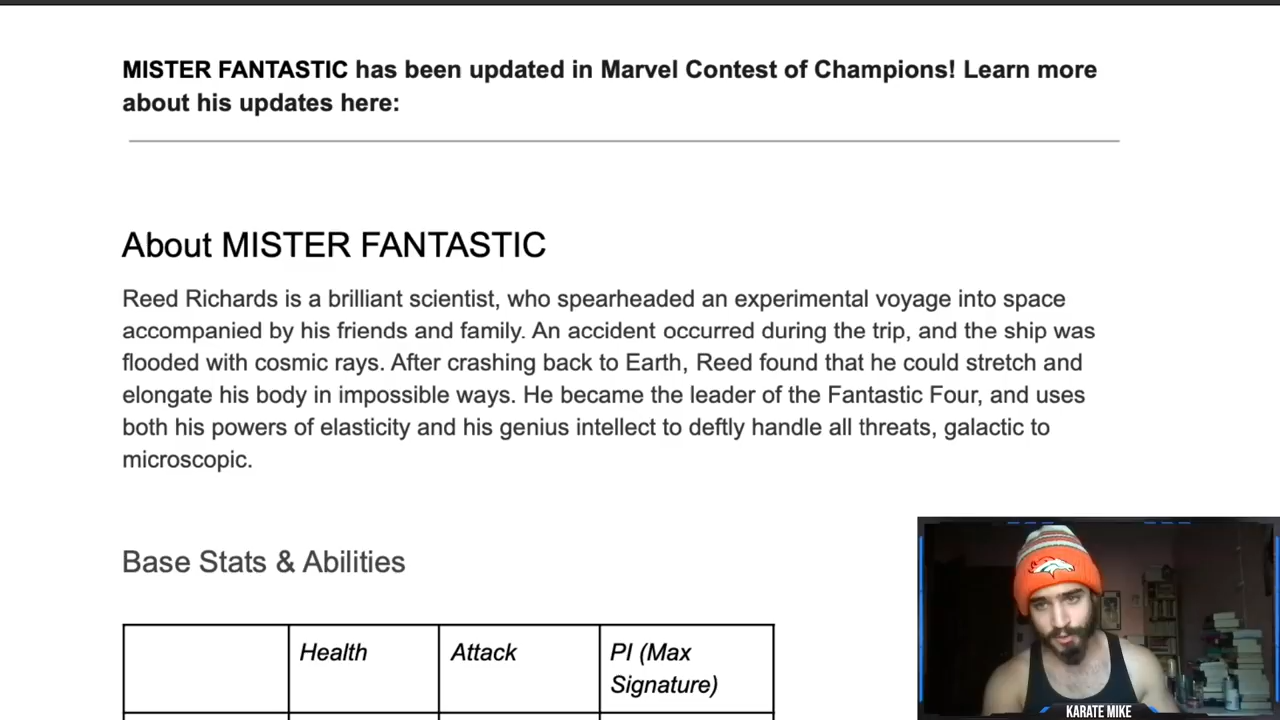 MISTER FANTASTIC has been updated in Marvel Contest of Champions! Learn more
about his updates here:
About MISTER FANTASTIC
Reed Richards is a brilliant scientist, who spearheaded an experimental voyage into space
accompanied by his friends and family. An accident occurred during the trip, and the ship was
flooded with cosmic rays. After crashing back to Earth, Reed found that he could stretch and
elongate his body in impossible ways. He became the leader of the Fantastic Four, and uses
both his powers of elasticity and his genius intellect to deftly handle all threats, galactic to
microscopic.
Base Stats & Abilities
Health Attack PI (Max
Signature)
KARATE MIKE